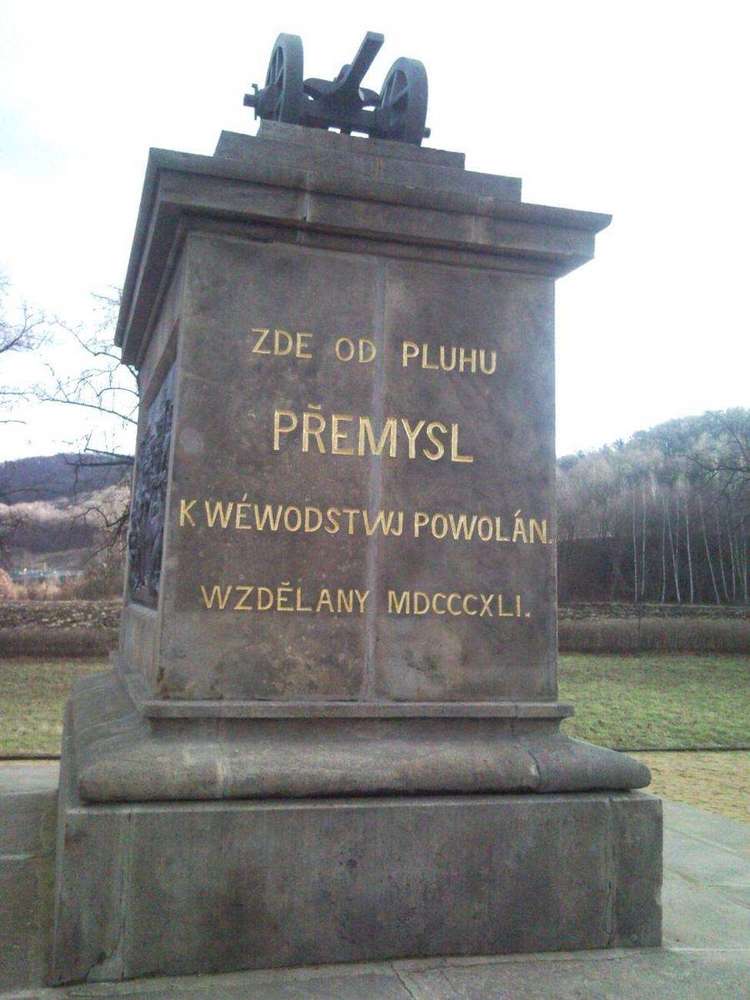 ZDE OD PLUHU
PŘEMYSL
K WÉWODSTWJ POWOLÁN.
WZDĚLANY MDCCCXLI.